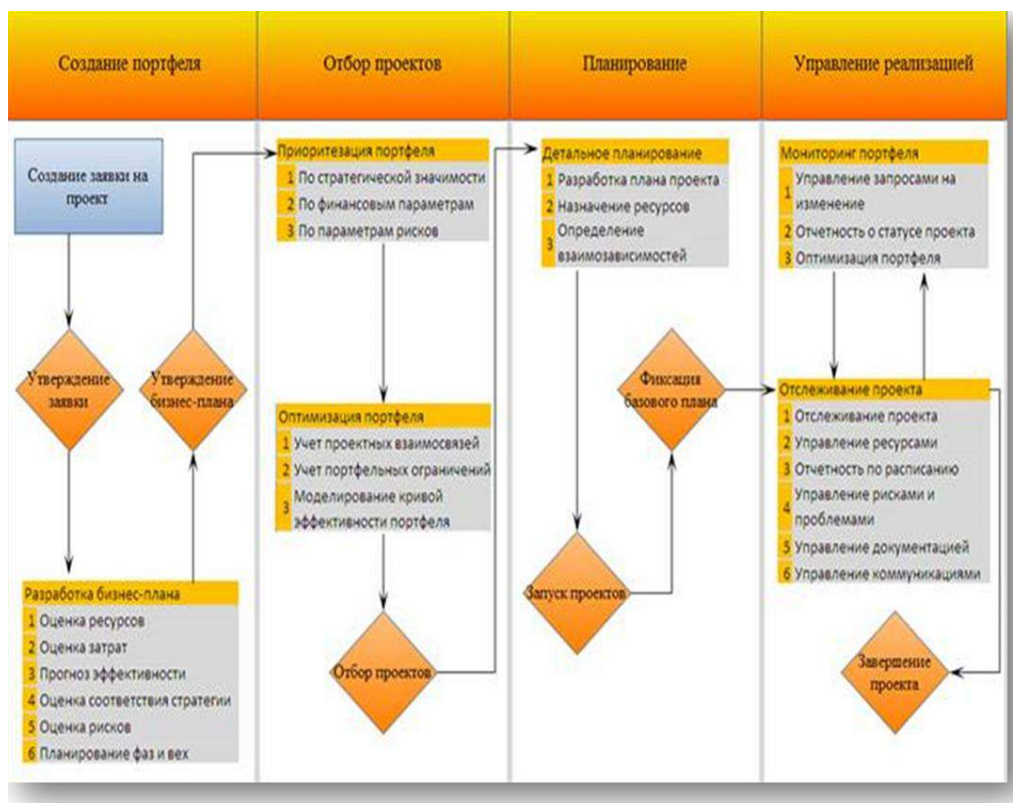 Создание портфеля
Отбор проектов
Планирование
Управление реализацией
Создание заявки на
проект
Утверждение
заявки
Утверждение
бизнес-плана
Разработка бизнес-плана
1 Оценка ресурсов
2 Оценка затрат
3 Прогноз эффективности
4 Оценка соответствия стратегии
5 Оценка рисков
6 Планирование фаз и вех
Приоритезация портфеля
1 По стратегической значимости
2 По финансовым параметрам
3 По параметрам рисков
Оптимизация портфеля
1 Учет проектных взаимосвязей
2 Учет портфельных ограничений
3 Моделирование кривой
эффективности портфеля
Отбор проектов
Детальное планирование
1 Разработка плана проекта
2 Назначение ресурсов
3 Определение
взаимозависимостей
Фиксация
базового плана
Запуск проектов
Мониторинг портфеля
1 Управление запросами на
изменение
2 Отчетность о статусе проекта
3 Оптимизация портфеля
Отслеживание проекта
1 Отслеживание проекта
2 Управление ресурсами
3 Отчетность по расписанию
4 Управление рисками и
проблемами
5 Управление документацией
6 Управление коммуникациями
Завершение
проекта